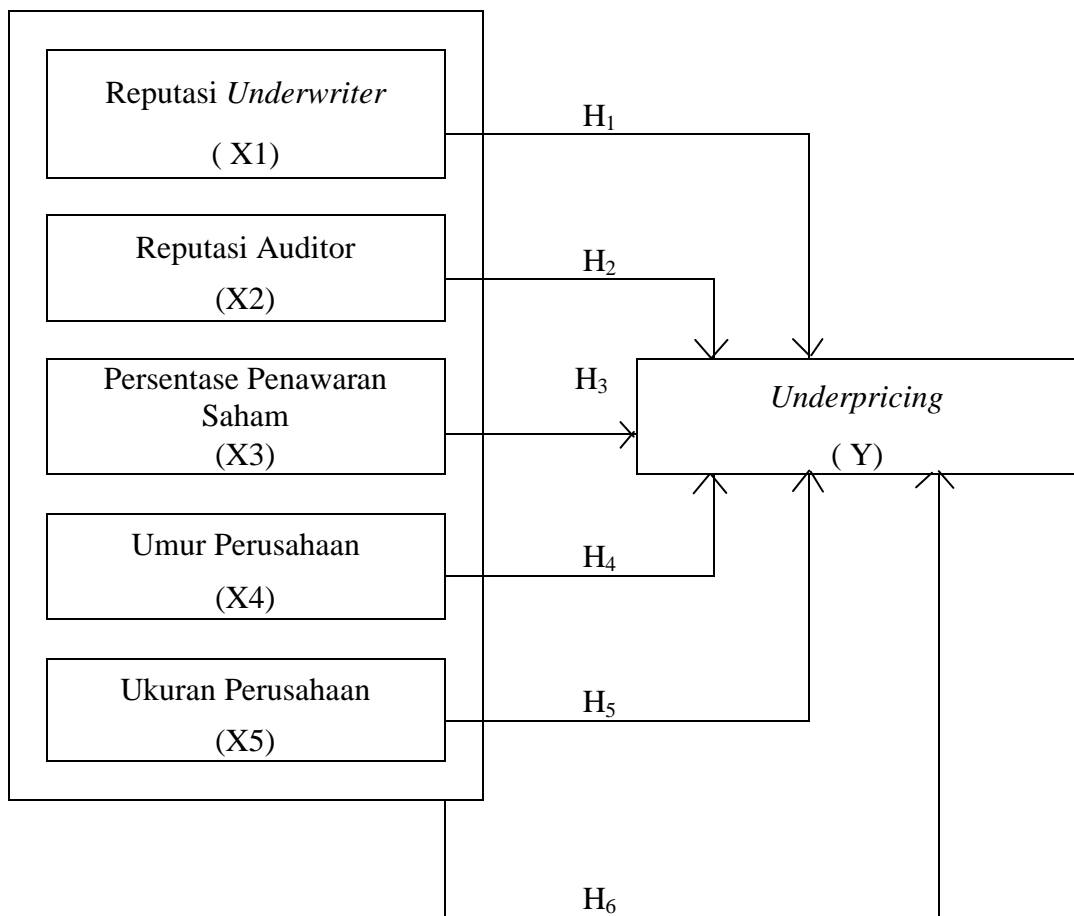 Reputasi Underwriter
( X1)
H1
Reputasi Auditor
(X2)
H2
Persentase Penawaran
Saham
(X3)
H3
Underpricing
( Y)
Umur Perusahaan
(X4)
H4
Ukuran Perusahaan
(X5)
H5
H6